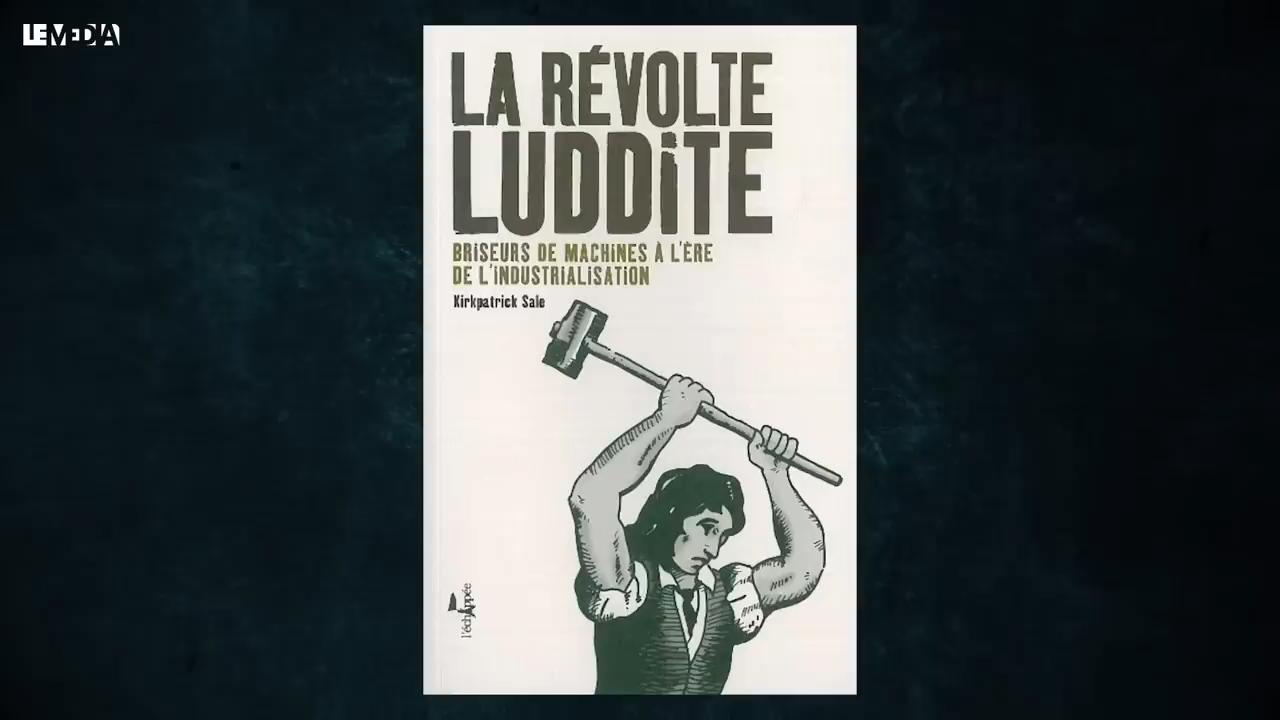 LE MEDIA
LA RÉVOLTE
LUDDiTE
BRiSEURS DE MACHiNES À L'ÈRE
DE L'iNDUSTRiALiSATiON
Kirkpatrick Sale
l'échappée